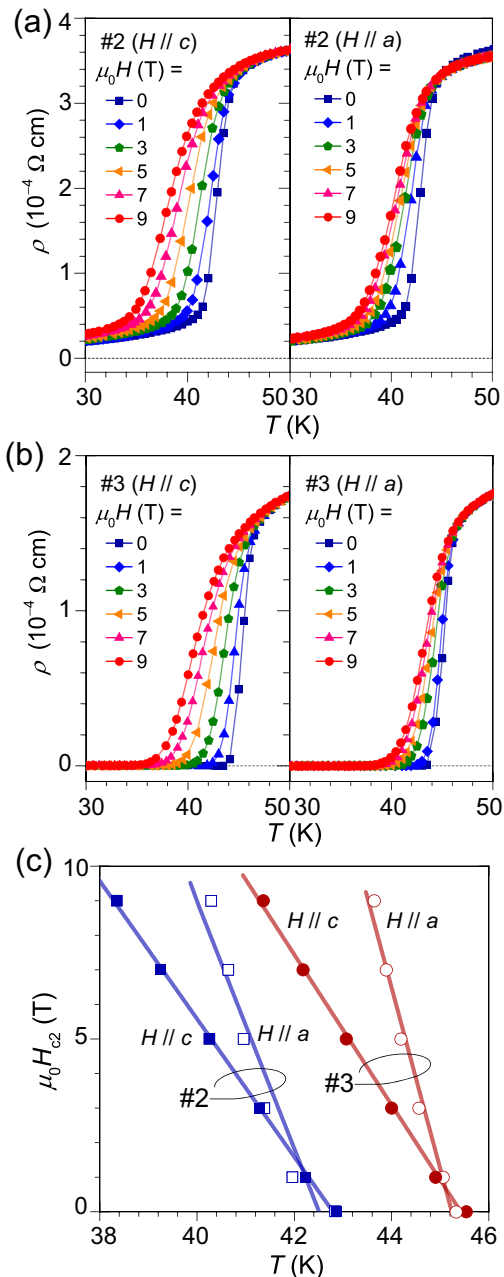 (a)
#2 (H // c)
μ₀H (T) =
0
1
3
5
7
9
#2 (H // a)
μ₀H (T) =
0
1
3
5
7
9
4
3
2
1
0
ρ (10⁻⁴ Ω cm)
30 40 50 30 40 50
T (K)
(b)
#3 (H // c)
μ₀H (T) =
0
1
3
5
7
9
#3 (H // a)
μ₀H (T) =
0
1
3
5
7
9
2
1
0
ρ (10⁻⁴ Ω cm)
30 40 50 30 40 50
T (K)
(c)
10
5
0
μ₀Hc2 (T)
H // c
H // a
H // c
H // a
#2
#3
38 40 42 44 46
T (K)